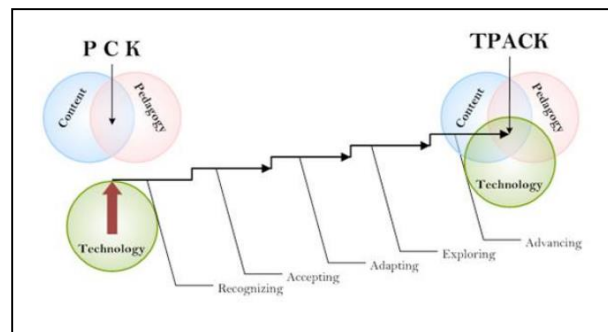 P C K
TPACK
Content
Pedagogy
Content
Pedagogy
Technology
Technology
Recognizing
Accepting
Adapting
Exploring
Advancing